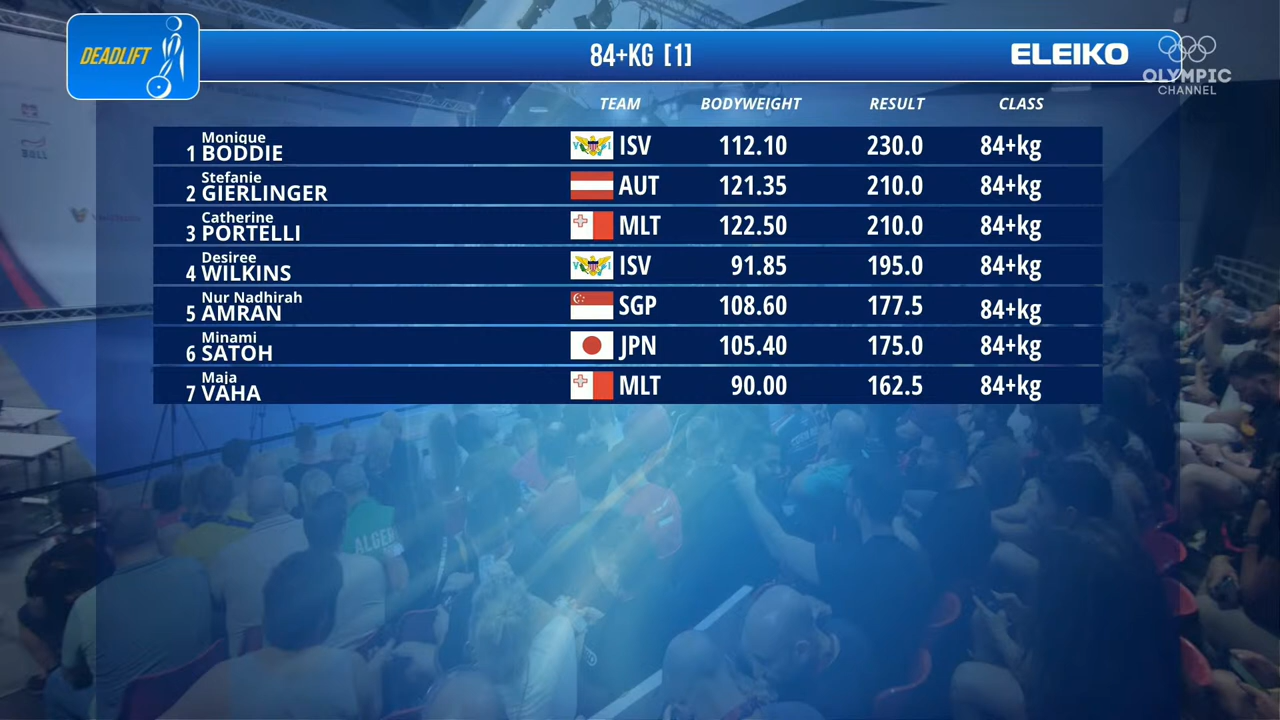 DEADLIFT
84+KG [1]
ELEIKO
OLYMPIC
CHANNEL
TEAM BODYWEIGHT RESULT CLASS
Monique
1 BODDIE ISV 112.10 230.0 84+kg
Stefanie
2 GIERLINGER AUT 121.35 210.0 84+kg
Catherine
3 PORTELLI MLT 122.50 210.0 84+kg
Desiree
4 WILKINS ISV 91.85 195.0 84+kg
Nur Nadhirah
5 AMRAN SGP 108.60 177.5 84+kg
Minami
6 SATOH JPN 105.40 175.0 84+kg
Maja
7 VAHA MLT 90.00 162.5 84+kg
ALGER